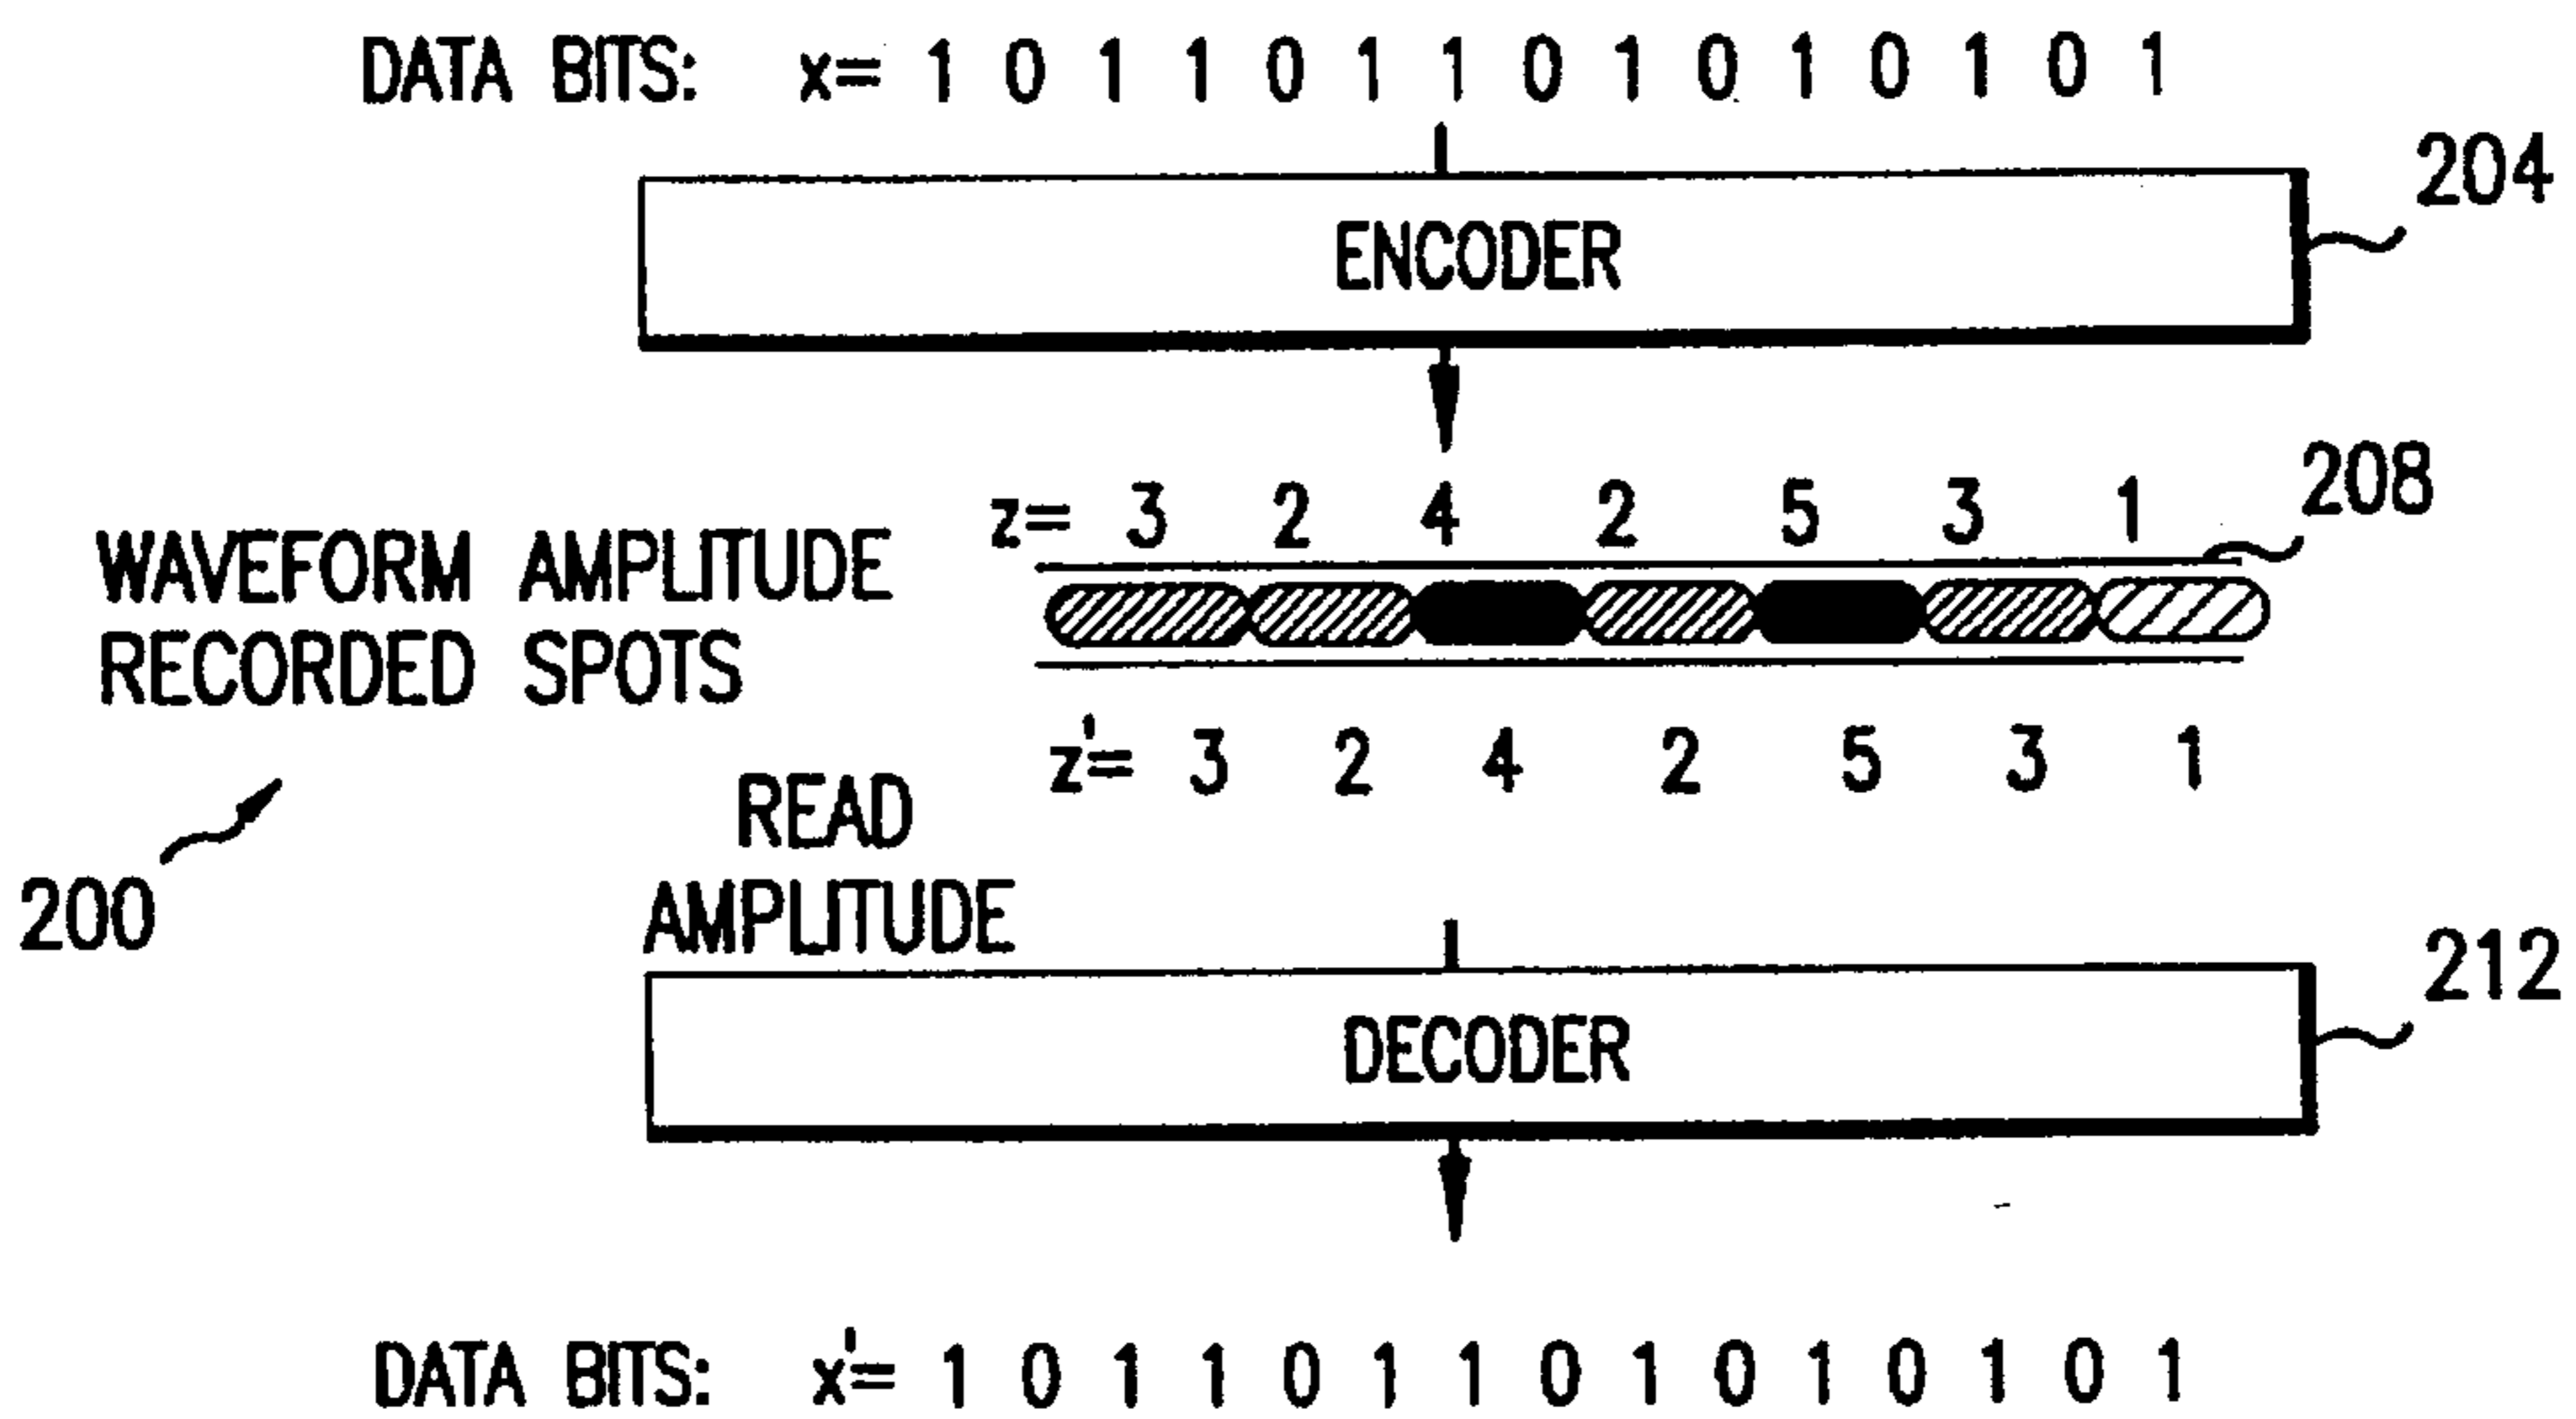 DATA BITS: x= 1 0 1 1 0 1 1 0 1 0 1 0 1 0 1
204
ENCODER
z= 3 2 4 2 5 3 1
208
WAVEFORM AMPLITUDE
RECORDED SPOTS
z'= 3 2 4 2 5 3 1
READ
AMPLITUDE
200
212
DECODER
DATA BITS: x'= 1 0 1 1 0 1 1 0 1 0 1 0 1 0 1